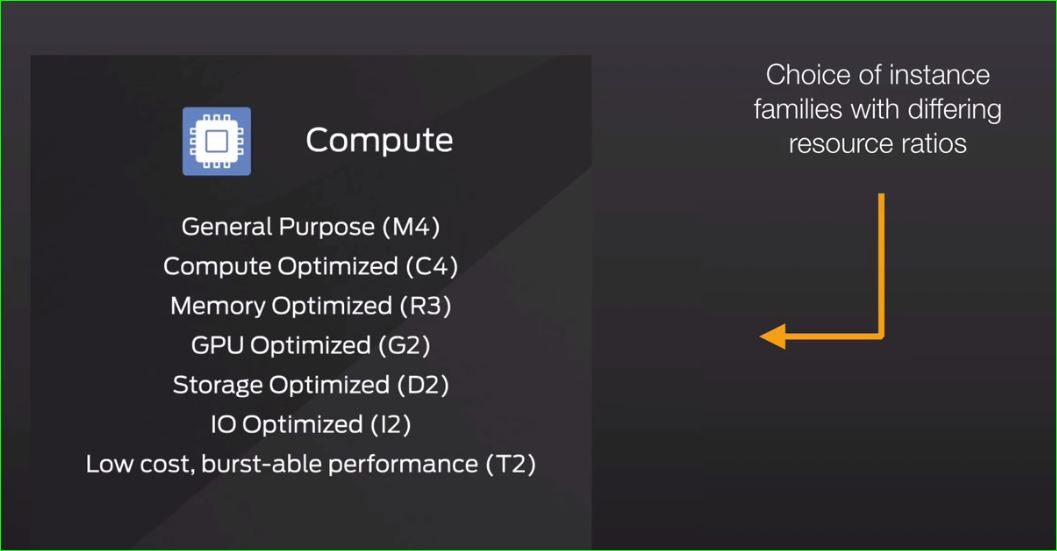 Compute
General Purpose (M4)
Compute Optimized (C4)
Memory Optimized (R3)
GPU Optimized (G2)
Storage Optimized (D2)
IO Optimized (I2)
Low cost, burst-able performance (T2)
Choice of instance
families with differing
resource ratios